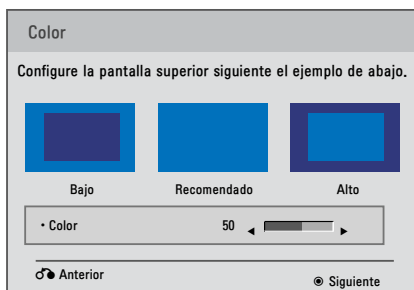 Color
Configure la pantalla superior siguiente el ejemplo de abajo.
Bajo Recomendado Alto
• Color 50
Anterior
Siguiente